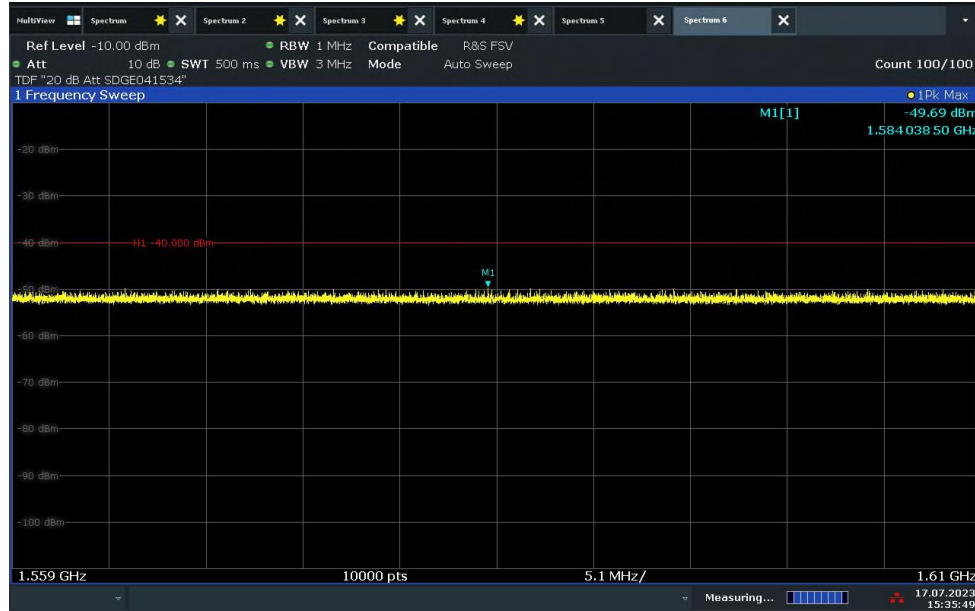 MultiView Spectrum Spectrum 2 Spectrum 3 Spectrum 4 Spectrum 5 Spectrum 6
Ref Level -10.00 dBm RBW 1 MHz Compatible R&S FSV
Att 10 dB SWT 500 ms VBW 3 MHz Mode Auto Sweep Count 100/100
TDF "20 dB Att SDGE041534"
1 Frequency Sweep 1Pk Max
M1[1] -49.69 dBm
1.584 038 50 GHz
-20 dBm
-30 dBm
-40 dBm H1 -40.000 dBm
M1
-50 dBm
-60 dBm
-70 dBm
-80 dBm
-90 dBm
-100 dBm
1.559 GHz 10000 pts 5.1 MHz/ 1.61 GHz
Measuring... 17.07.2023
15:35:49